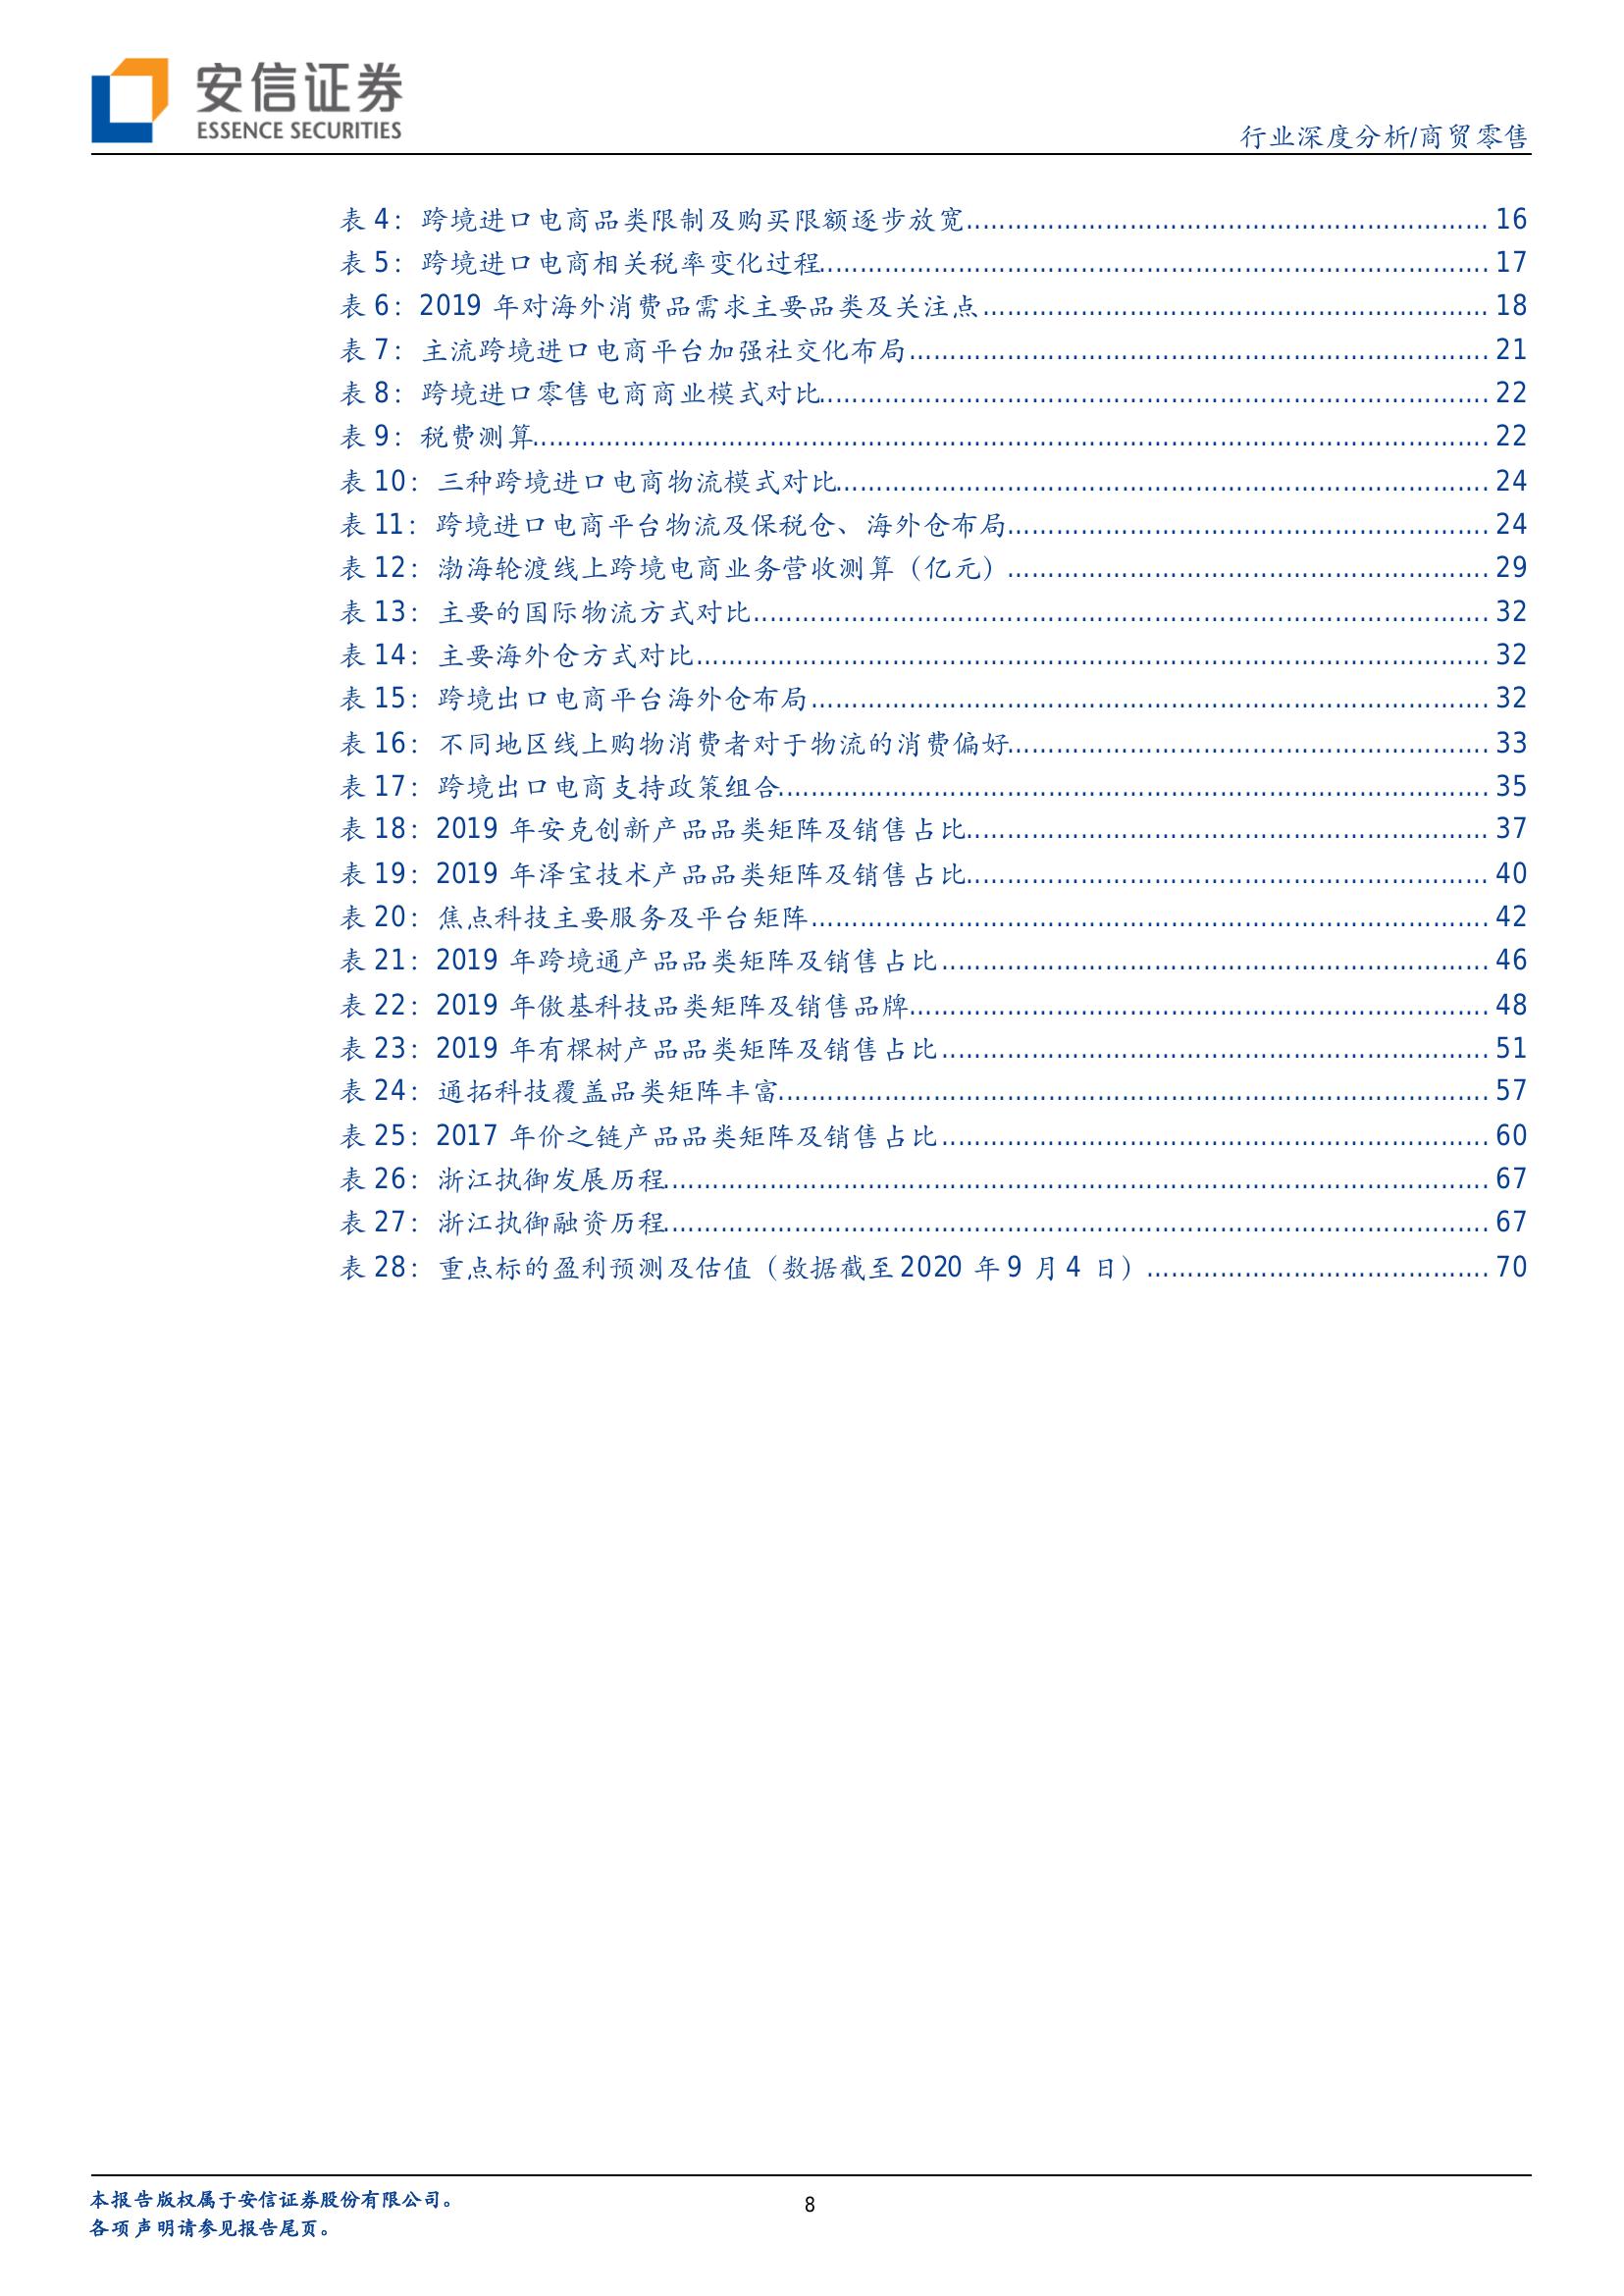 安信证券
ESSENCE SECURITIES
行业深度分析/商贸零售
表 4：跨境进口电商品类限制及购买限额逐步放宽 16
表 5：跨境进口电商相关税率变化过程 17
表 6：2019 年对海外消费品需求主要品类及关注点 18
表 7：主流跨境进口电商平台加强社交化布局 21
表 8：跨境进口零售电商商业模式对比 22
表 9：税费测算 22
表 10：三种跨境进口电商物流模式对比 24
表 11：跨境进口电商平台物流及保税仓、海外仓布局 24
表 12：渤海轮渡线上跨境电商业务营收测算（亿元） 29
表 13：主要的国际物流方式对比 32
表 14：主要海外仓方式对比 32
表 15：跨境出口电商平台海外仓布局 32
表 16：不同地区线上购物消费者对于物流的消费偏好 33
表 17：跨境出口电商支持政策组合 35
表 18：2019 年安克创新产品品类矩阵及销售占比 37
表 19：2019 年泽宝技术产品品类矩阵及销售占比 40
表 20：焦点科技主要服务及平台矩阵 42
表 21：2019 年跨境通产品品类矩阵及销售占比 46
表 22：2019 年傲基科技品类矩阵及销售品牌 48
表 23：2019 年有棵树产品品类矩阵及销售占比 51
表 24：通拓科技覆盖品类矩阵丰富 57
表 25：2017 年价之链产品品类矩阵及销售占比 60
表 26：浙江执御发展历程 67
表 27：浙江执御融资历程 67
表 28：重点标的盈利预测及估值（数据截至 2020 年 9 月 4 日） 70
本报告版权属于安信证券股份有限公司。
各项声明请参见报告尾页。
8